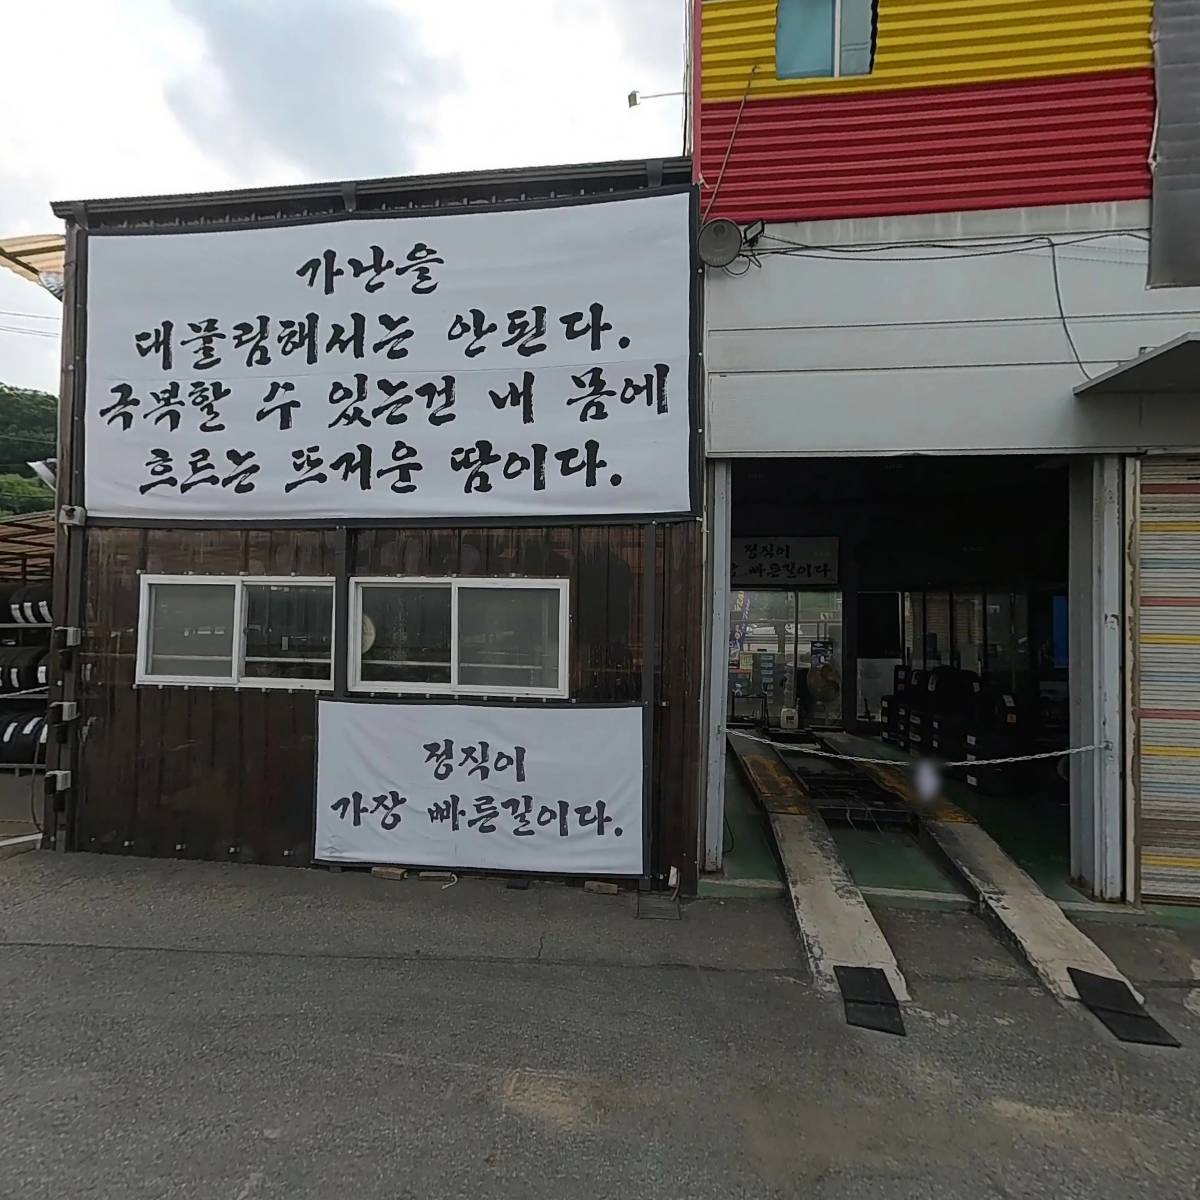 가난을
대물림해서는 안된다.
극복할 수 있는건 내 몸에
흐르는 뜨거운 땀이다.
정직이
가장 빠른길이다.
정직이
빠른길이다